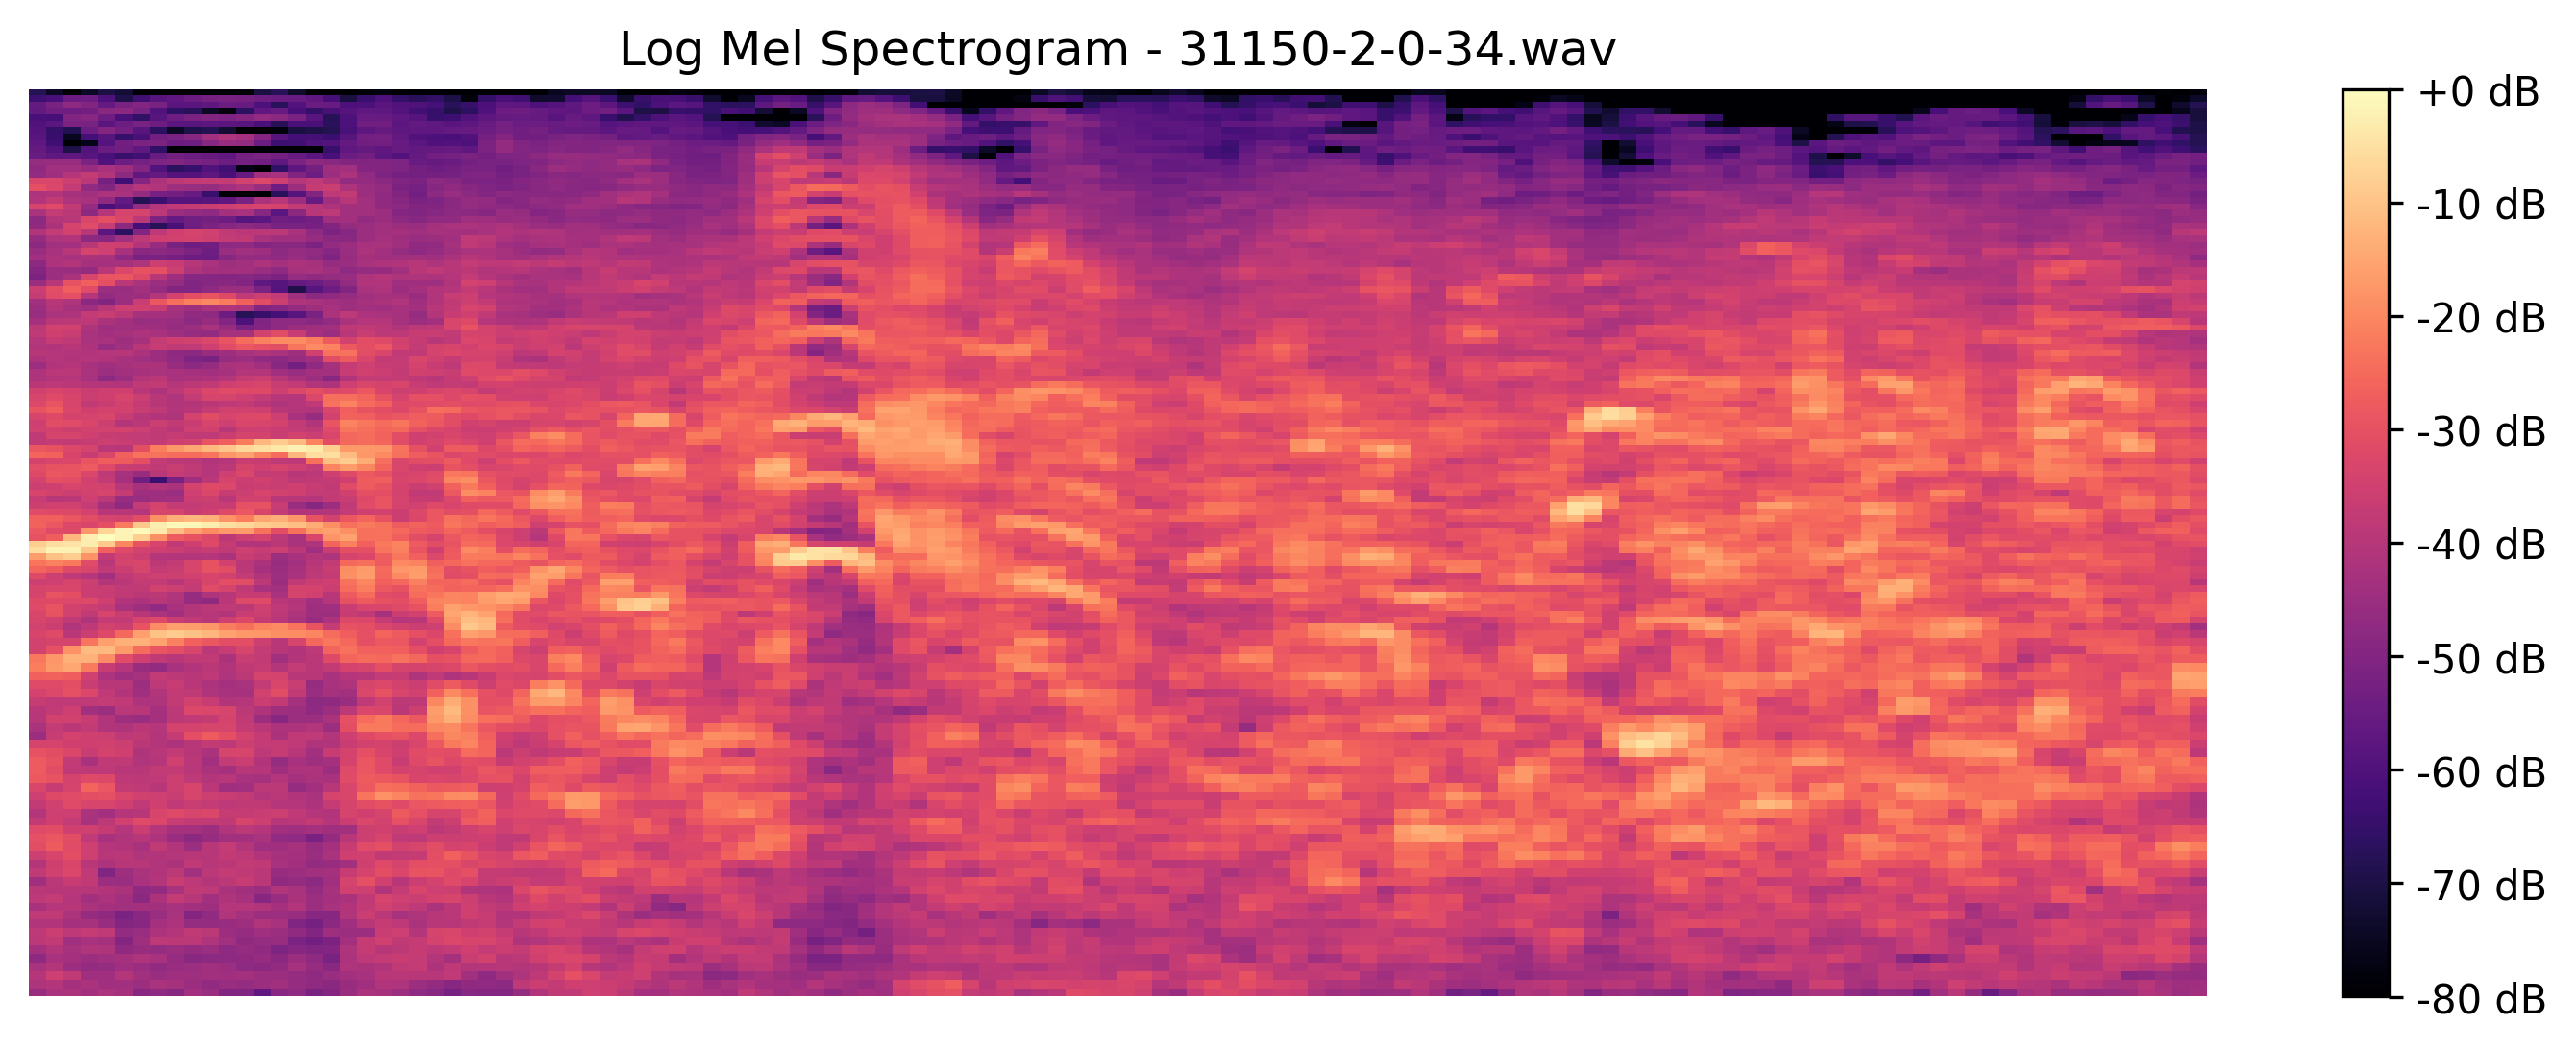 Log Mel Spectrogram - 31150-2-0-34.wav
+0 dB
-10 dB
-20 dB
-30 dB
-40 dB
-50 dB
-60 dB
-70 dB
-80 dB